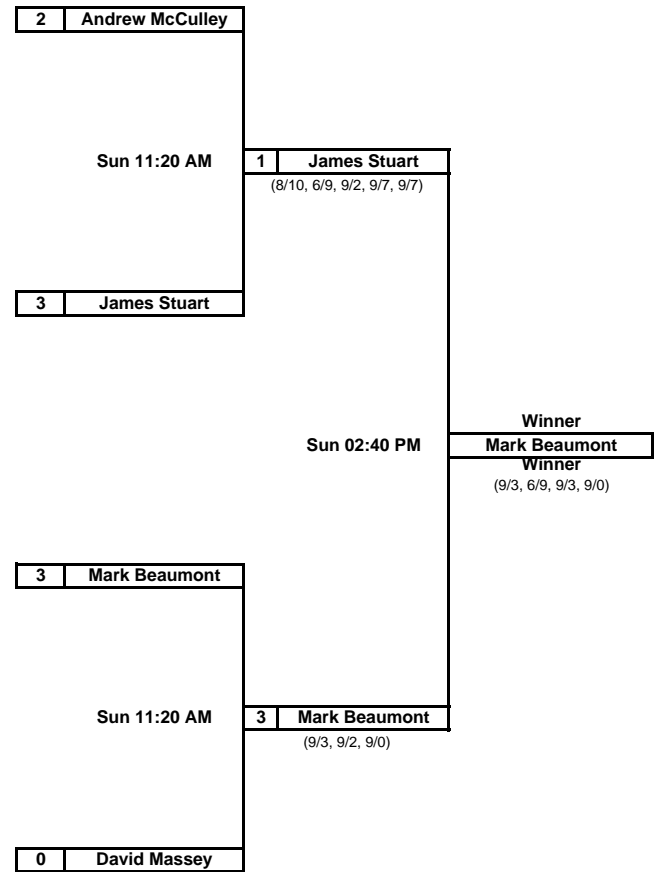 2 Andrew McCulley
Sun 11:20 AM
1 James Stuart
(8/10, 6/9, 9/2, 9/7, 9/7)
3 James Stuart
Winner
Sun 02:40 PM
Mark Beaumont
Winner
(9/3, 6/9, 9/3, 9/0)
3 Mark Beaumont
Sun 11:20 AM
3 Mark Beaumont
(9/3, 9/2, 9/0)
0 David Massey